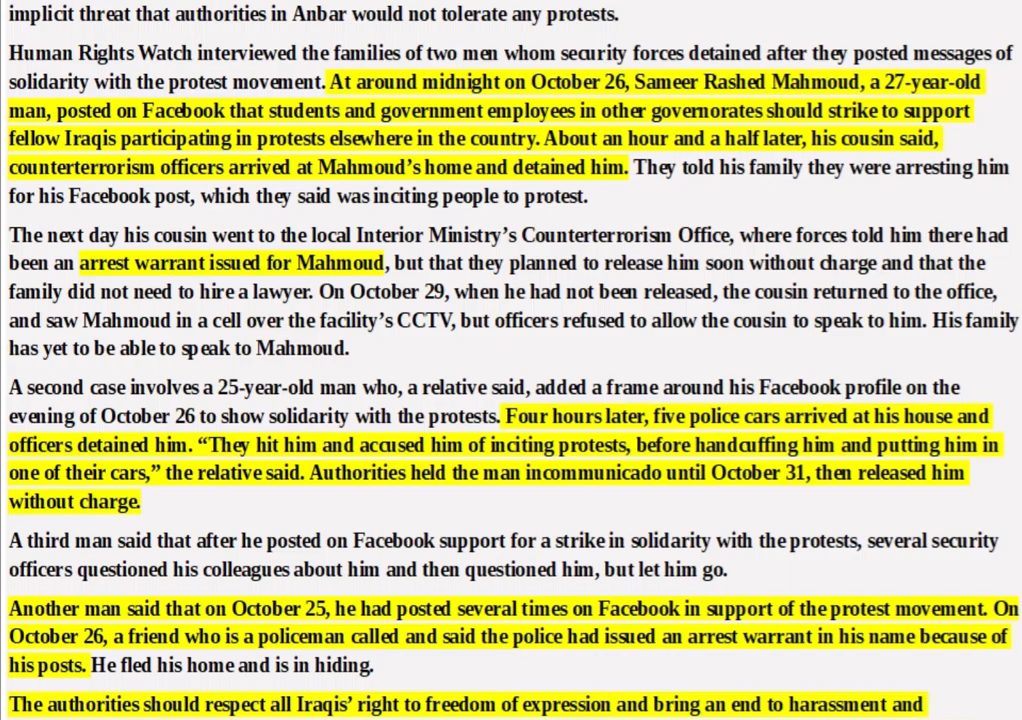 implicit threat that authorities in Anbar would not tolerate any protests.
Human Rights Watch interviewed the families of two men whom security forces detained after they posted messages of
solidarity with the protest movement. At around midnight on October 26, Sameer Rashed Mahmoud, a 27-year-old
man, posted on Facebook that students and government employees in other governorates should strike to support
fellow Iraqis participating in protests elsewhere in the country. About an hour and a half later, his cousin said,
counterterrorism officers arrived at Mahmoud’s home and detained him. They told his family they were arresting him
for his Facebook post, which they said was inciting people to protest.
The next day his cousin went to the local Interior Ministry’s Counterterrorism Office, where forces told him there had
been an arrest warrant issued for Mahmoud, but that they planned to release him soon without charge and that the
family did not need to hire a lawyer. On October 29, when he had not been released, the cousin returned to the office,
and saw Mahmoud in a cell over the facility’s CCTV, but officers refused to allow the cousin to speak to him. His family
has yet to be able to speak to Mahmoud.
A second case involves a 25-year-old man who, a relative said, added a frame around his Facebook profile on the
evening of October 26 to show solidarity with the protests. Four hours later, five police cars arrived at his house and
officers detained him. “They hit him and accused him of inciting protests, before handcuffing him and putting him in
one of their cars,” the relative said. Authorities held the man incommunicado until October 31, then released him
without charge.
A third man said that after he posted on Facebook support for a strike in solidarity with the protests, several security
officers questioned his colleagues about him and then questioned him, but let him go.
Another man said that on October 25, he had posted several times on Facebook in support of the protest movement. On
October 26, a friend who is a policeman called and said the police had issued an arrest warrant in his name because of
his posts. He fled his home and is in hiding.
The authorities should respect all Iraqis’ right to freedom of expression and bring an end to harassment and